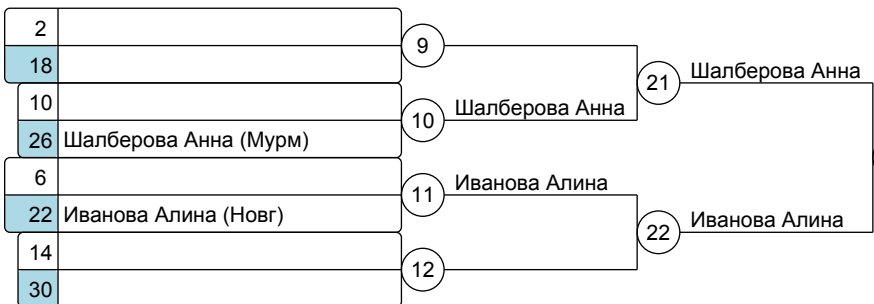 2
18
9
10
26 Шалберова Анна (Мурм)
10 Шалберова Анна
21 Шалберова Анна
6
22 Иванова Алина (Новг)
11 Иванова Алина
14
30
12
22 Иванова Алина